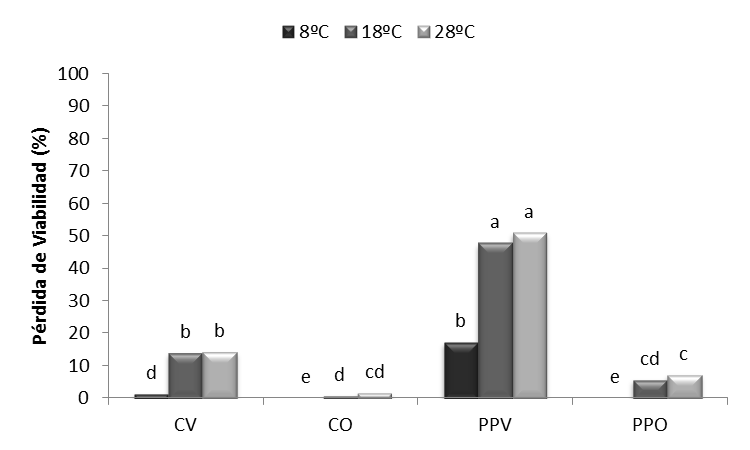 8ºC 18ºC 28ºC
Pérdida de Viabilidad (%)
100
90
80
70
60
50
40
30
20
10
0
d b b
e d cd
b a a
e cd c
CV CO PPV PPO